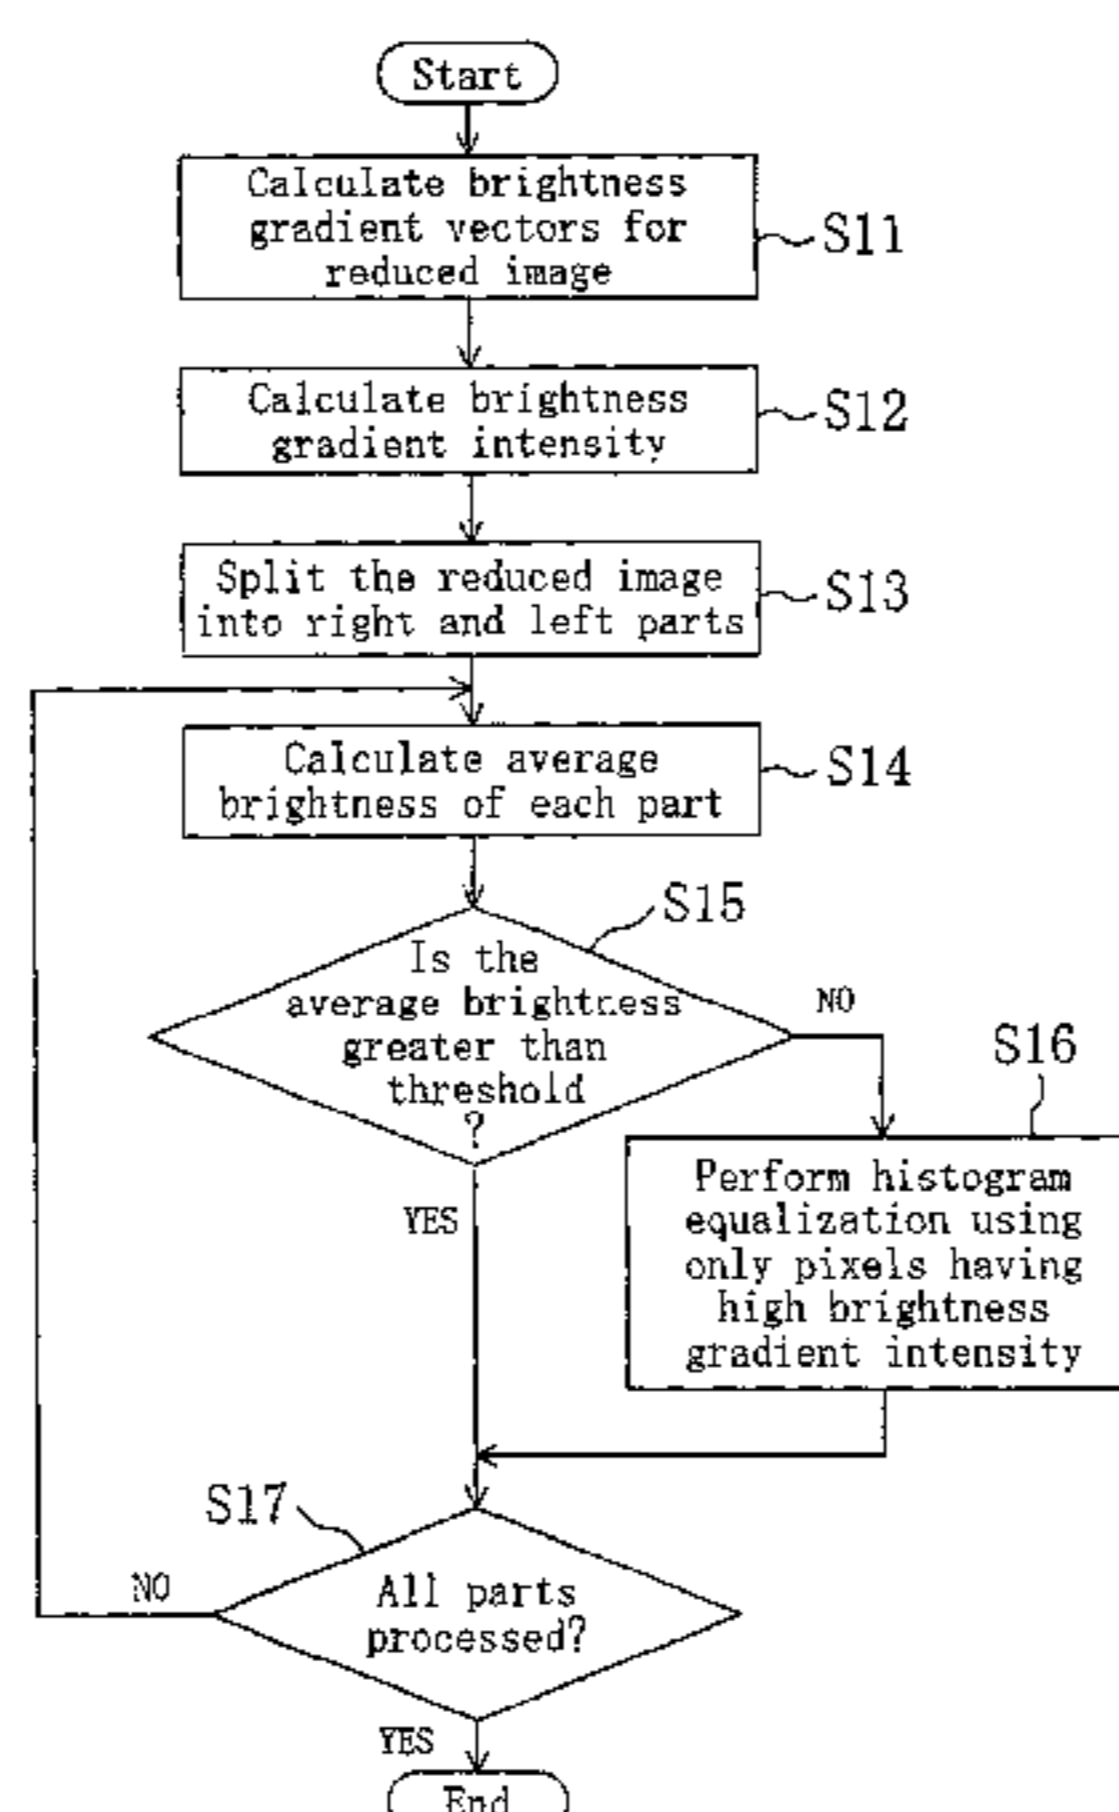 Start
Calculate brightness
gradient vectors for
reduced image
S11
Calculate brightness
gradient intensity
S12
Split the reduced image
into right and left parts
S13
Calculate average
brightness of each part
S14
S15
Is the
average brightness
greater than
threshold
?
NO
YES
S16
Perform histogram
equalization using
only pixels having
high brightness
gradient intensity
S17
All parts
processed?
NO
YES
End